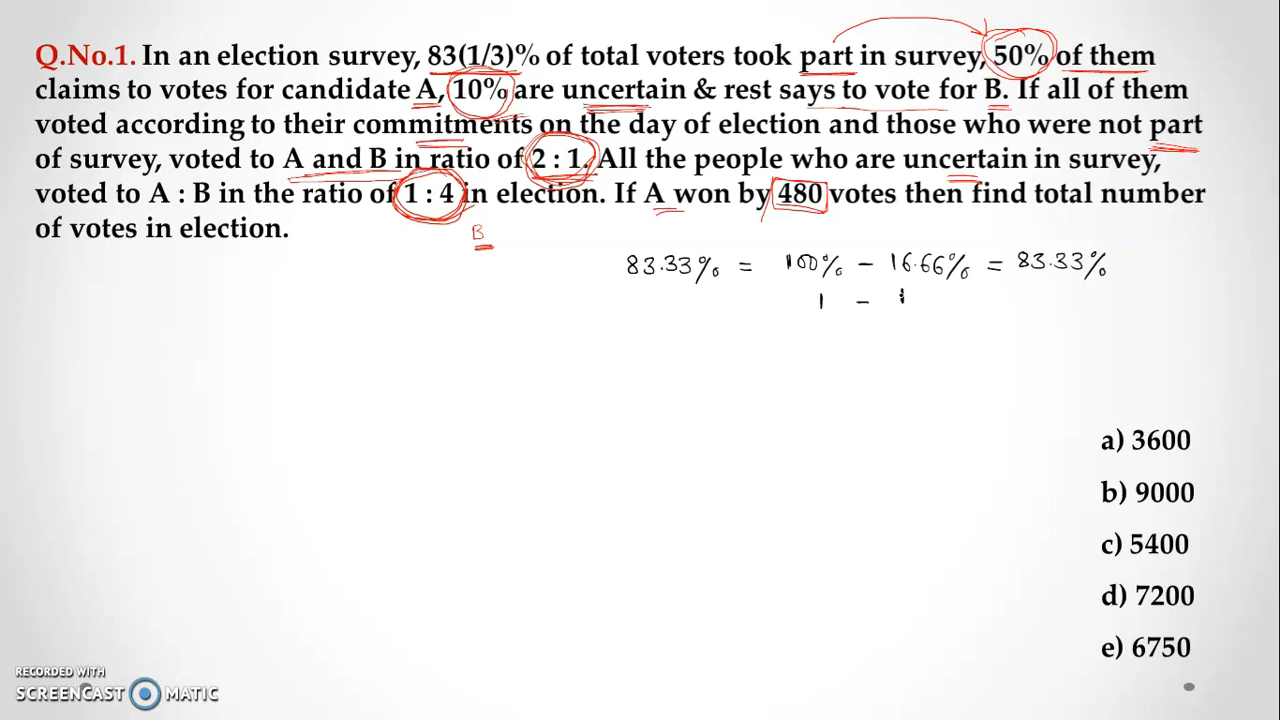 Q.No.1. In an election survey, 83(1/3)% of total voters took part in survey, 50% of them
claims to votes for candidate A, 10% are uncertain & rest says to vote for B. If all of them
voted according to their commitments on the day of election and those who were not part
of survey, voted to A and B in ratio of 2 : 1. All the people who are uncertain in survey,
voted to A : B in the ratio of 1 : 4 in election. If A won by 480 votes then find total number
of votes in election.
B
83.33% = 100% - 16.66% = 83.33%
1 -
a) 3600
b) 9000
c) 5400
d) 7200
e) 6750
RECORDED WITH
SCREENCAST MATIC